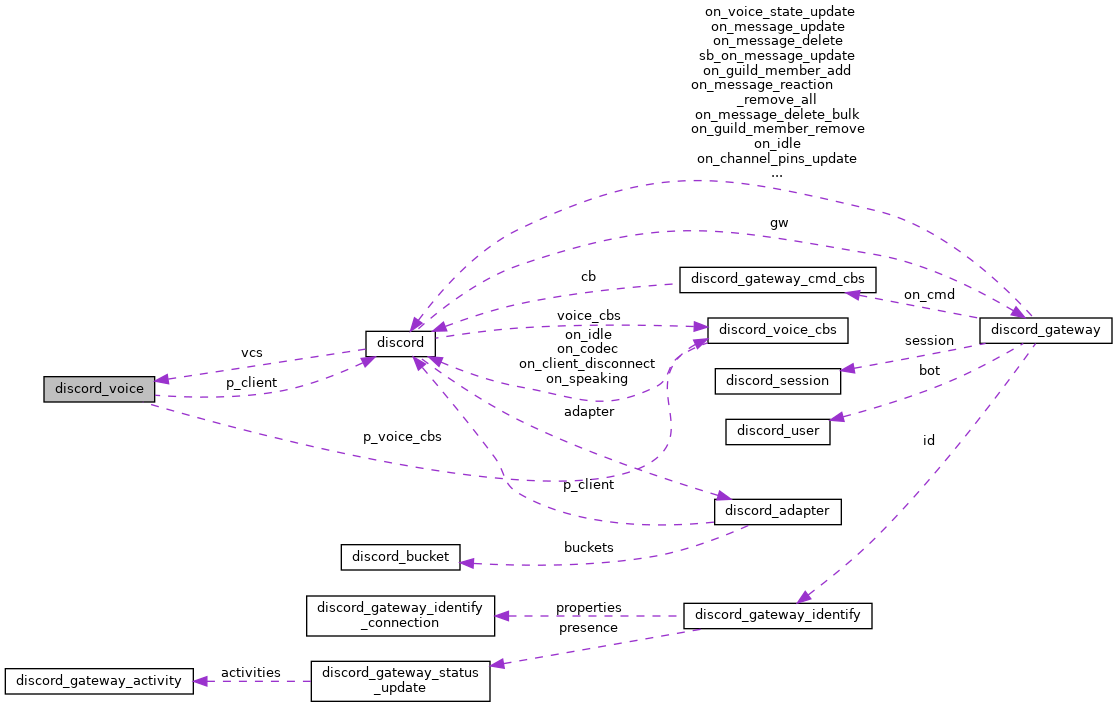 on_voice_state_update
on_message_update
on_message_delete
sb_on_message_update
on_guild_member_add
on_message_reaction
_remove_all
on_message_delete_bulk
on_guild_member_remove
on_idle
on_channel_pins_update
...
gw
cb
discord_gateway_cmd_cbs
on_cmd
voice_cbs
discord_voice_cbs
discord_gateway
discord
on_idle
on_codec
on_client_disconnect
on_speaking
session
vcs
discord_voice
p_client
discord_session
bot
adapter
discord_user
p_voice_cbs
id
p_client
discord_adapter
buckets
discord_bucket
properties
discord_gateway_identify
_connection
discord_gateway_identify
presence
activities
discord_gateway_activity
discord_gateway_status
_update